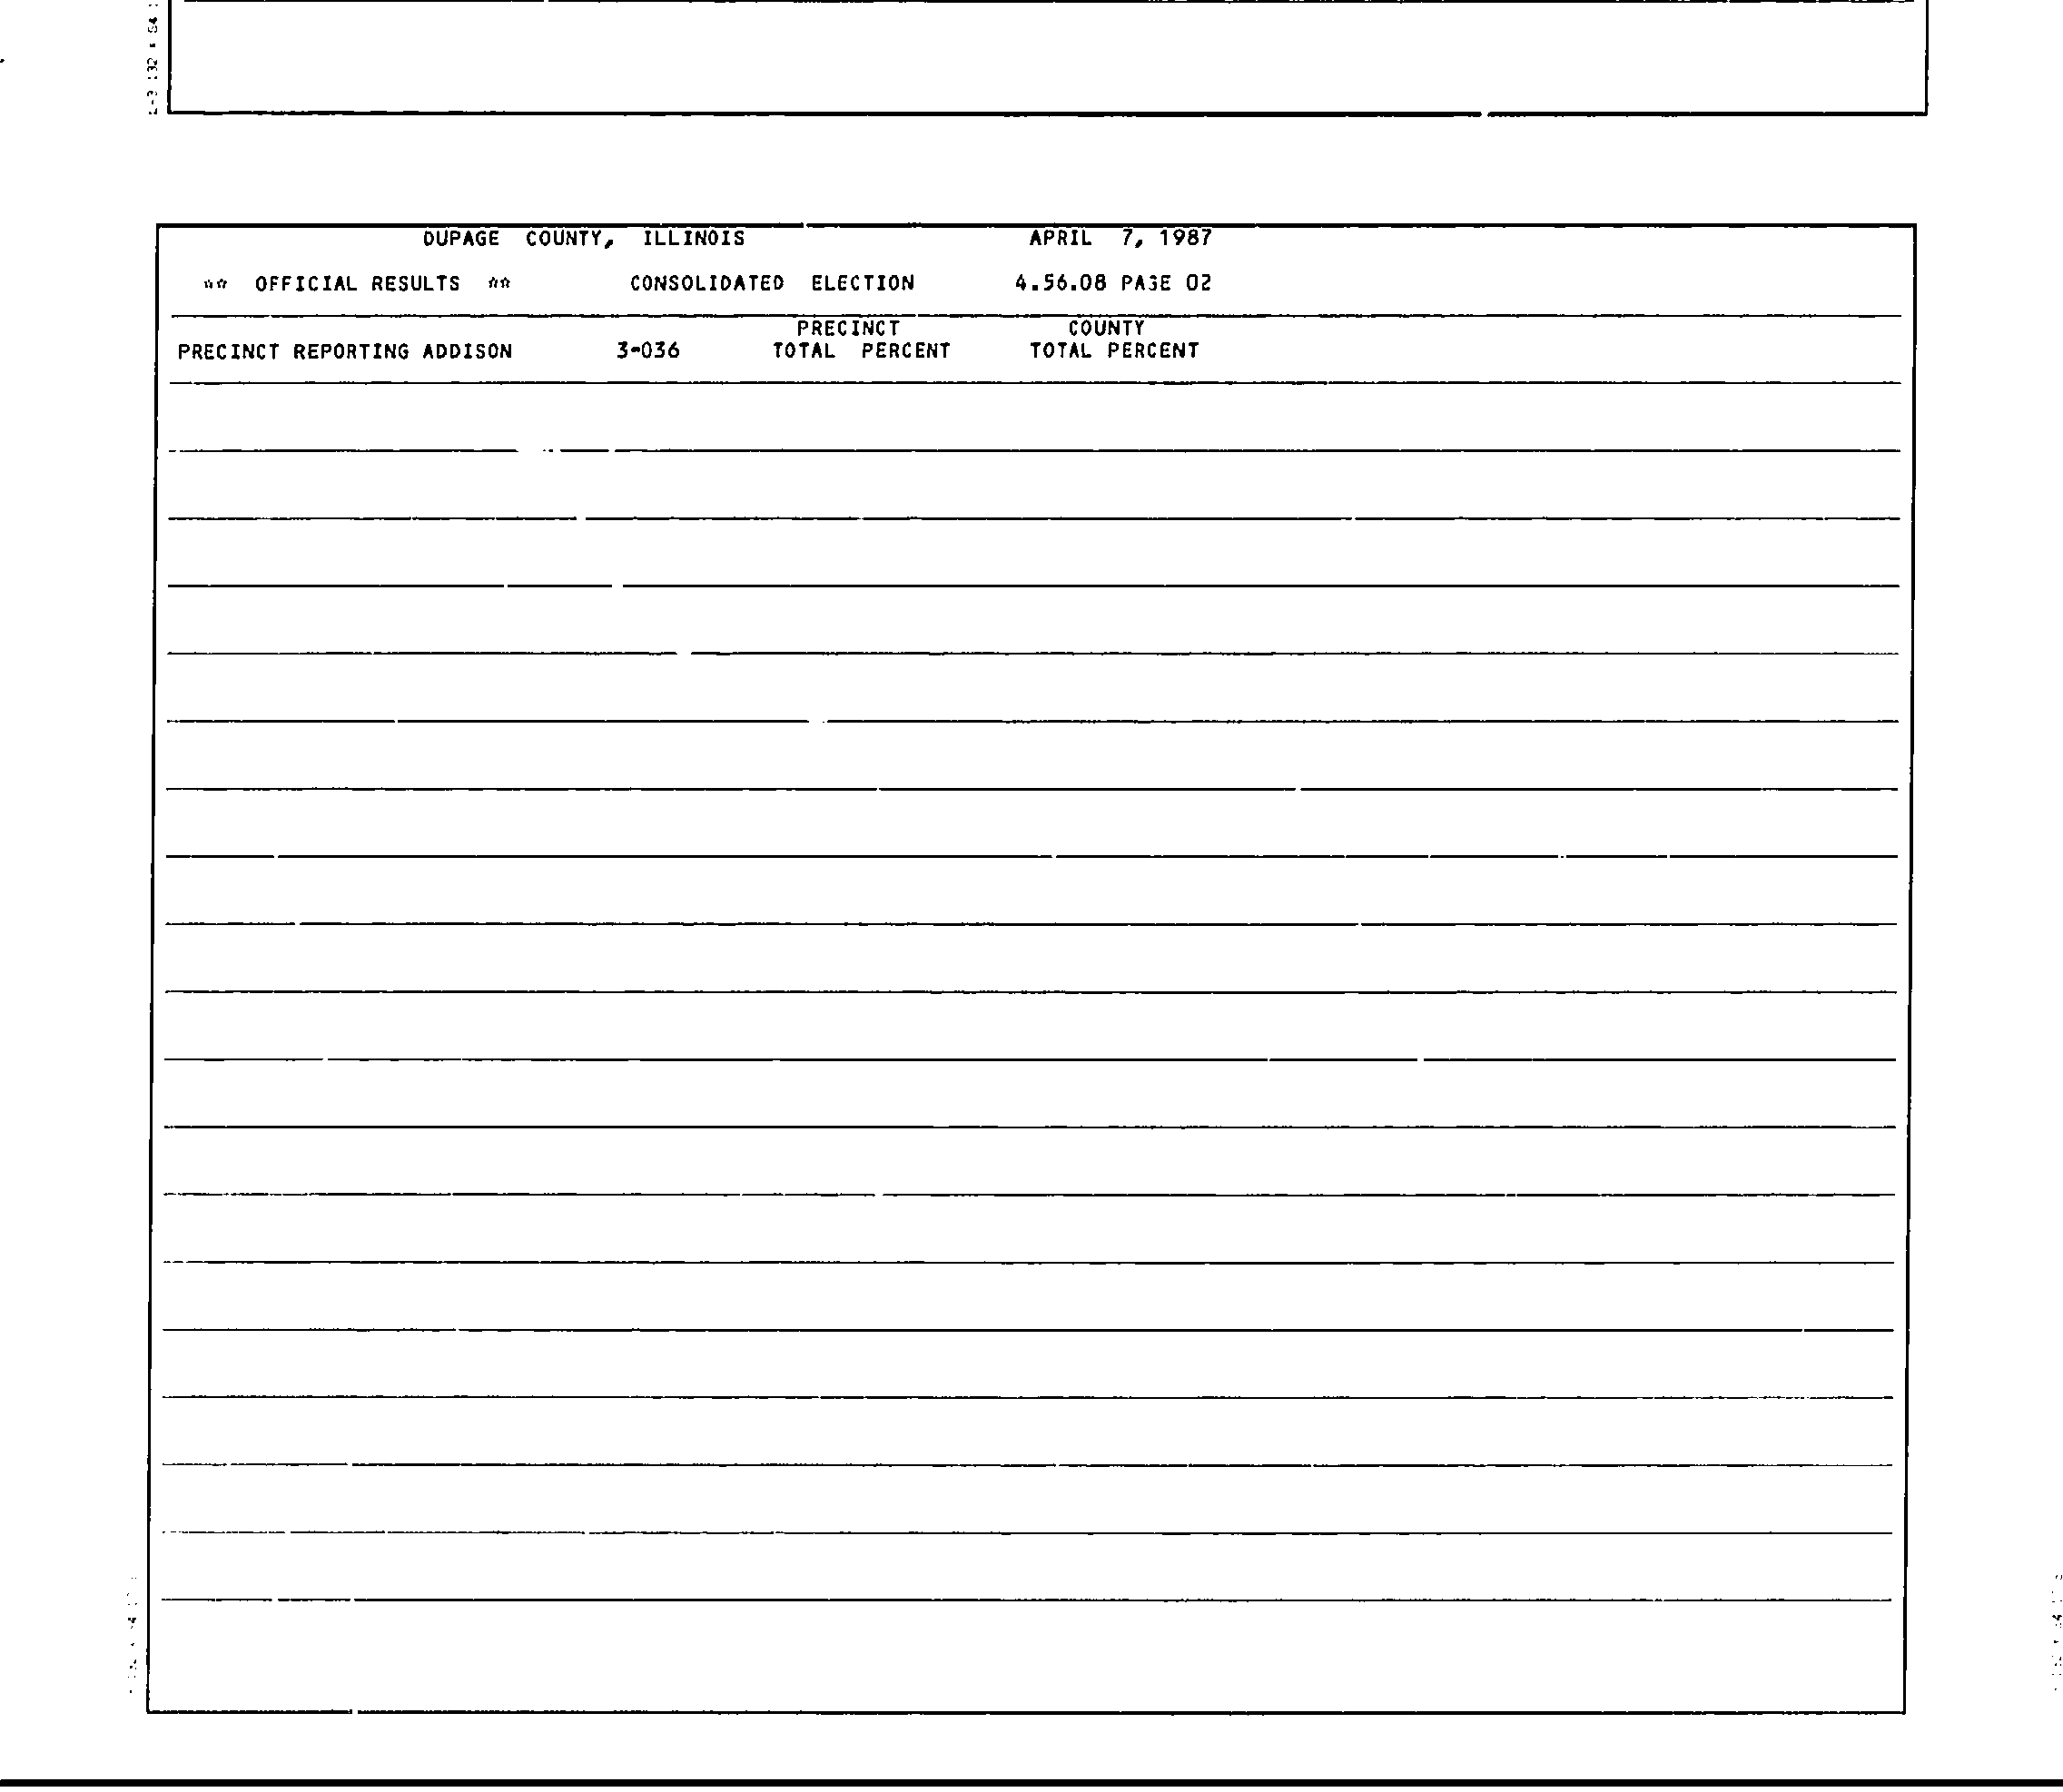 DUPAGE COUNTY, ILLINOIS APRIL 7, 1987
** OFFICIAL RESULTS ** CONSOLIDATED ELECTION 4.56.08 PAGE 02
PRECINCT COUNTY
PRECINCT REPORTING ADDISON 3-036 TOTAL PERCENT TOTAL PERCENT